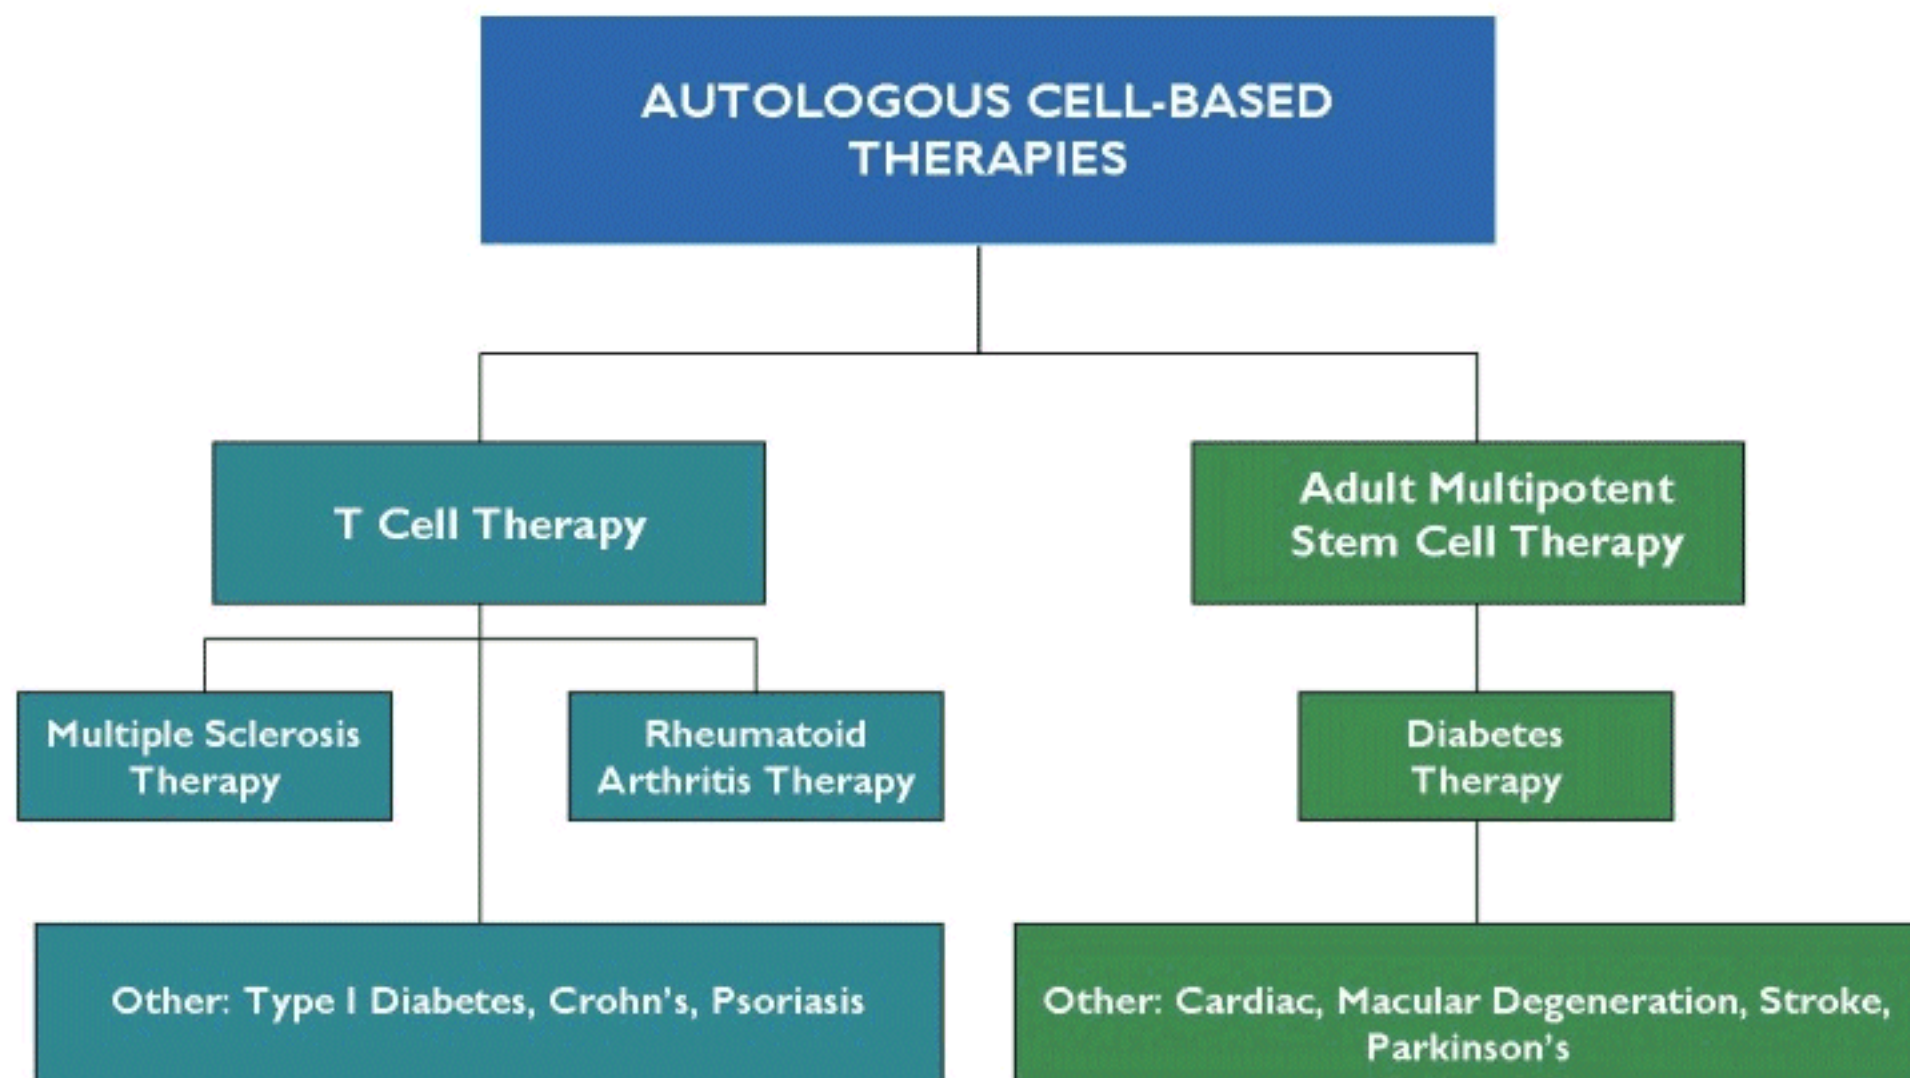 AUTOLOGOUS CELL-BASED
THERAPIES
T Cell Therapy
Adult Multipotent
Stem Cell Therapy
Multiple Sclerosis
Therapy
Rheumatoid
Arthritis Therapy
Diabetes
Therapy
Other: Type I Diabetes, Crohn's, Psoriasis
Other: Cardiac, Macular Degeneration, Stroke,
Parkinson's